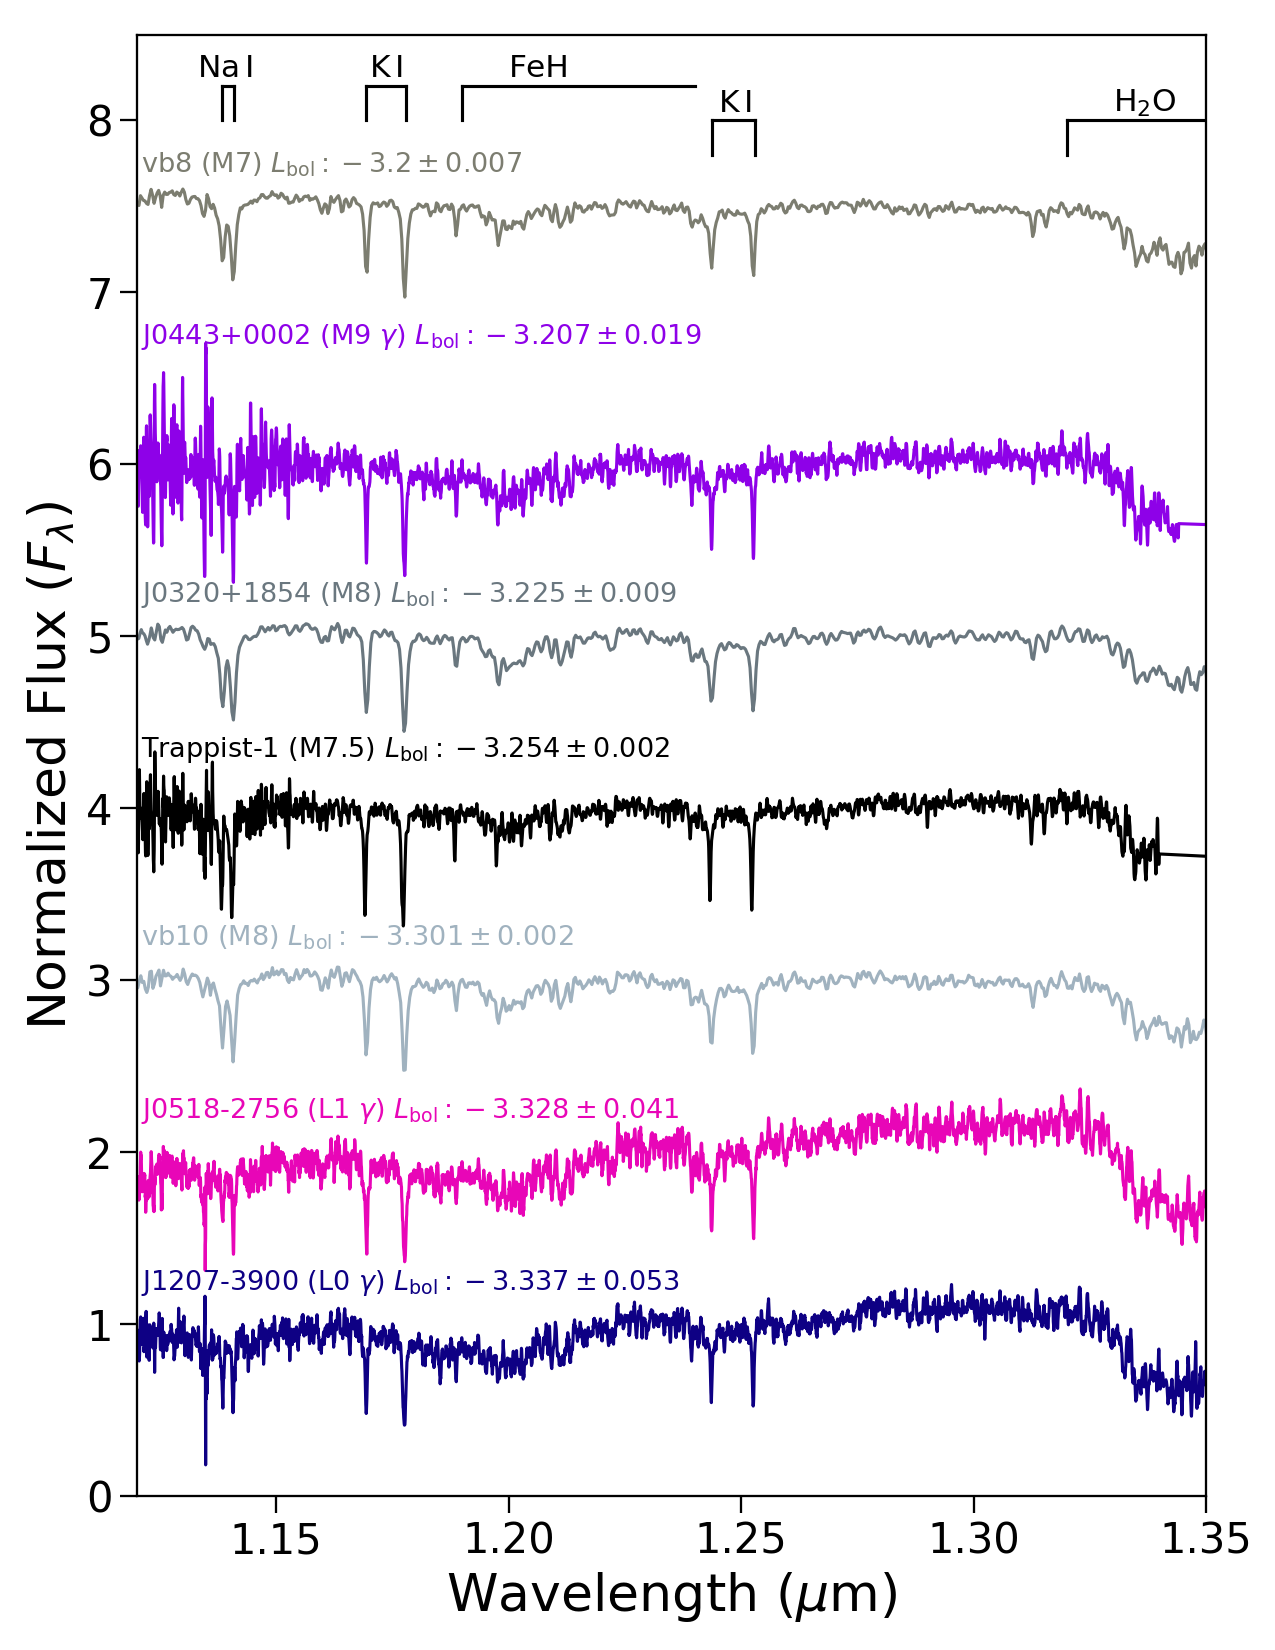 Na I
K I
FeH
K I
H₂O
vb8 (M7) L_bol : −3.2 ± 0.007
J0443+0002 (M9 γ) L_bol : −3.207 ± 0.019
J0320+1854 (M8) L_bol : −3.225 ± 0.009
Trappist-1 (M7.5) L_bol : −3.254 ± 0.002
vb10 (M8) L_bol : −3.301 ± 0.002
J0518-2756 (L1 γ) L_bol : −3.328 ± 0.041
J1207-3900 (L0 γ) L_bol : −3.337 ± 0.053
8
7
6
5
4
3
2
1
0
Normalized Flux (F_λ)
1.15
1.20
1.25
1.30
1.35
Wavelength (μm)